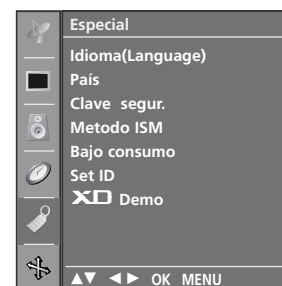 Especial
Idioma(Language)
País
Clave segur.
Metodo ISM
Bajo consumo
Set ID
XD Demo
▲▼ ◄► OK MENU